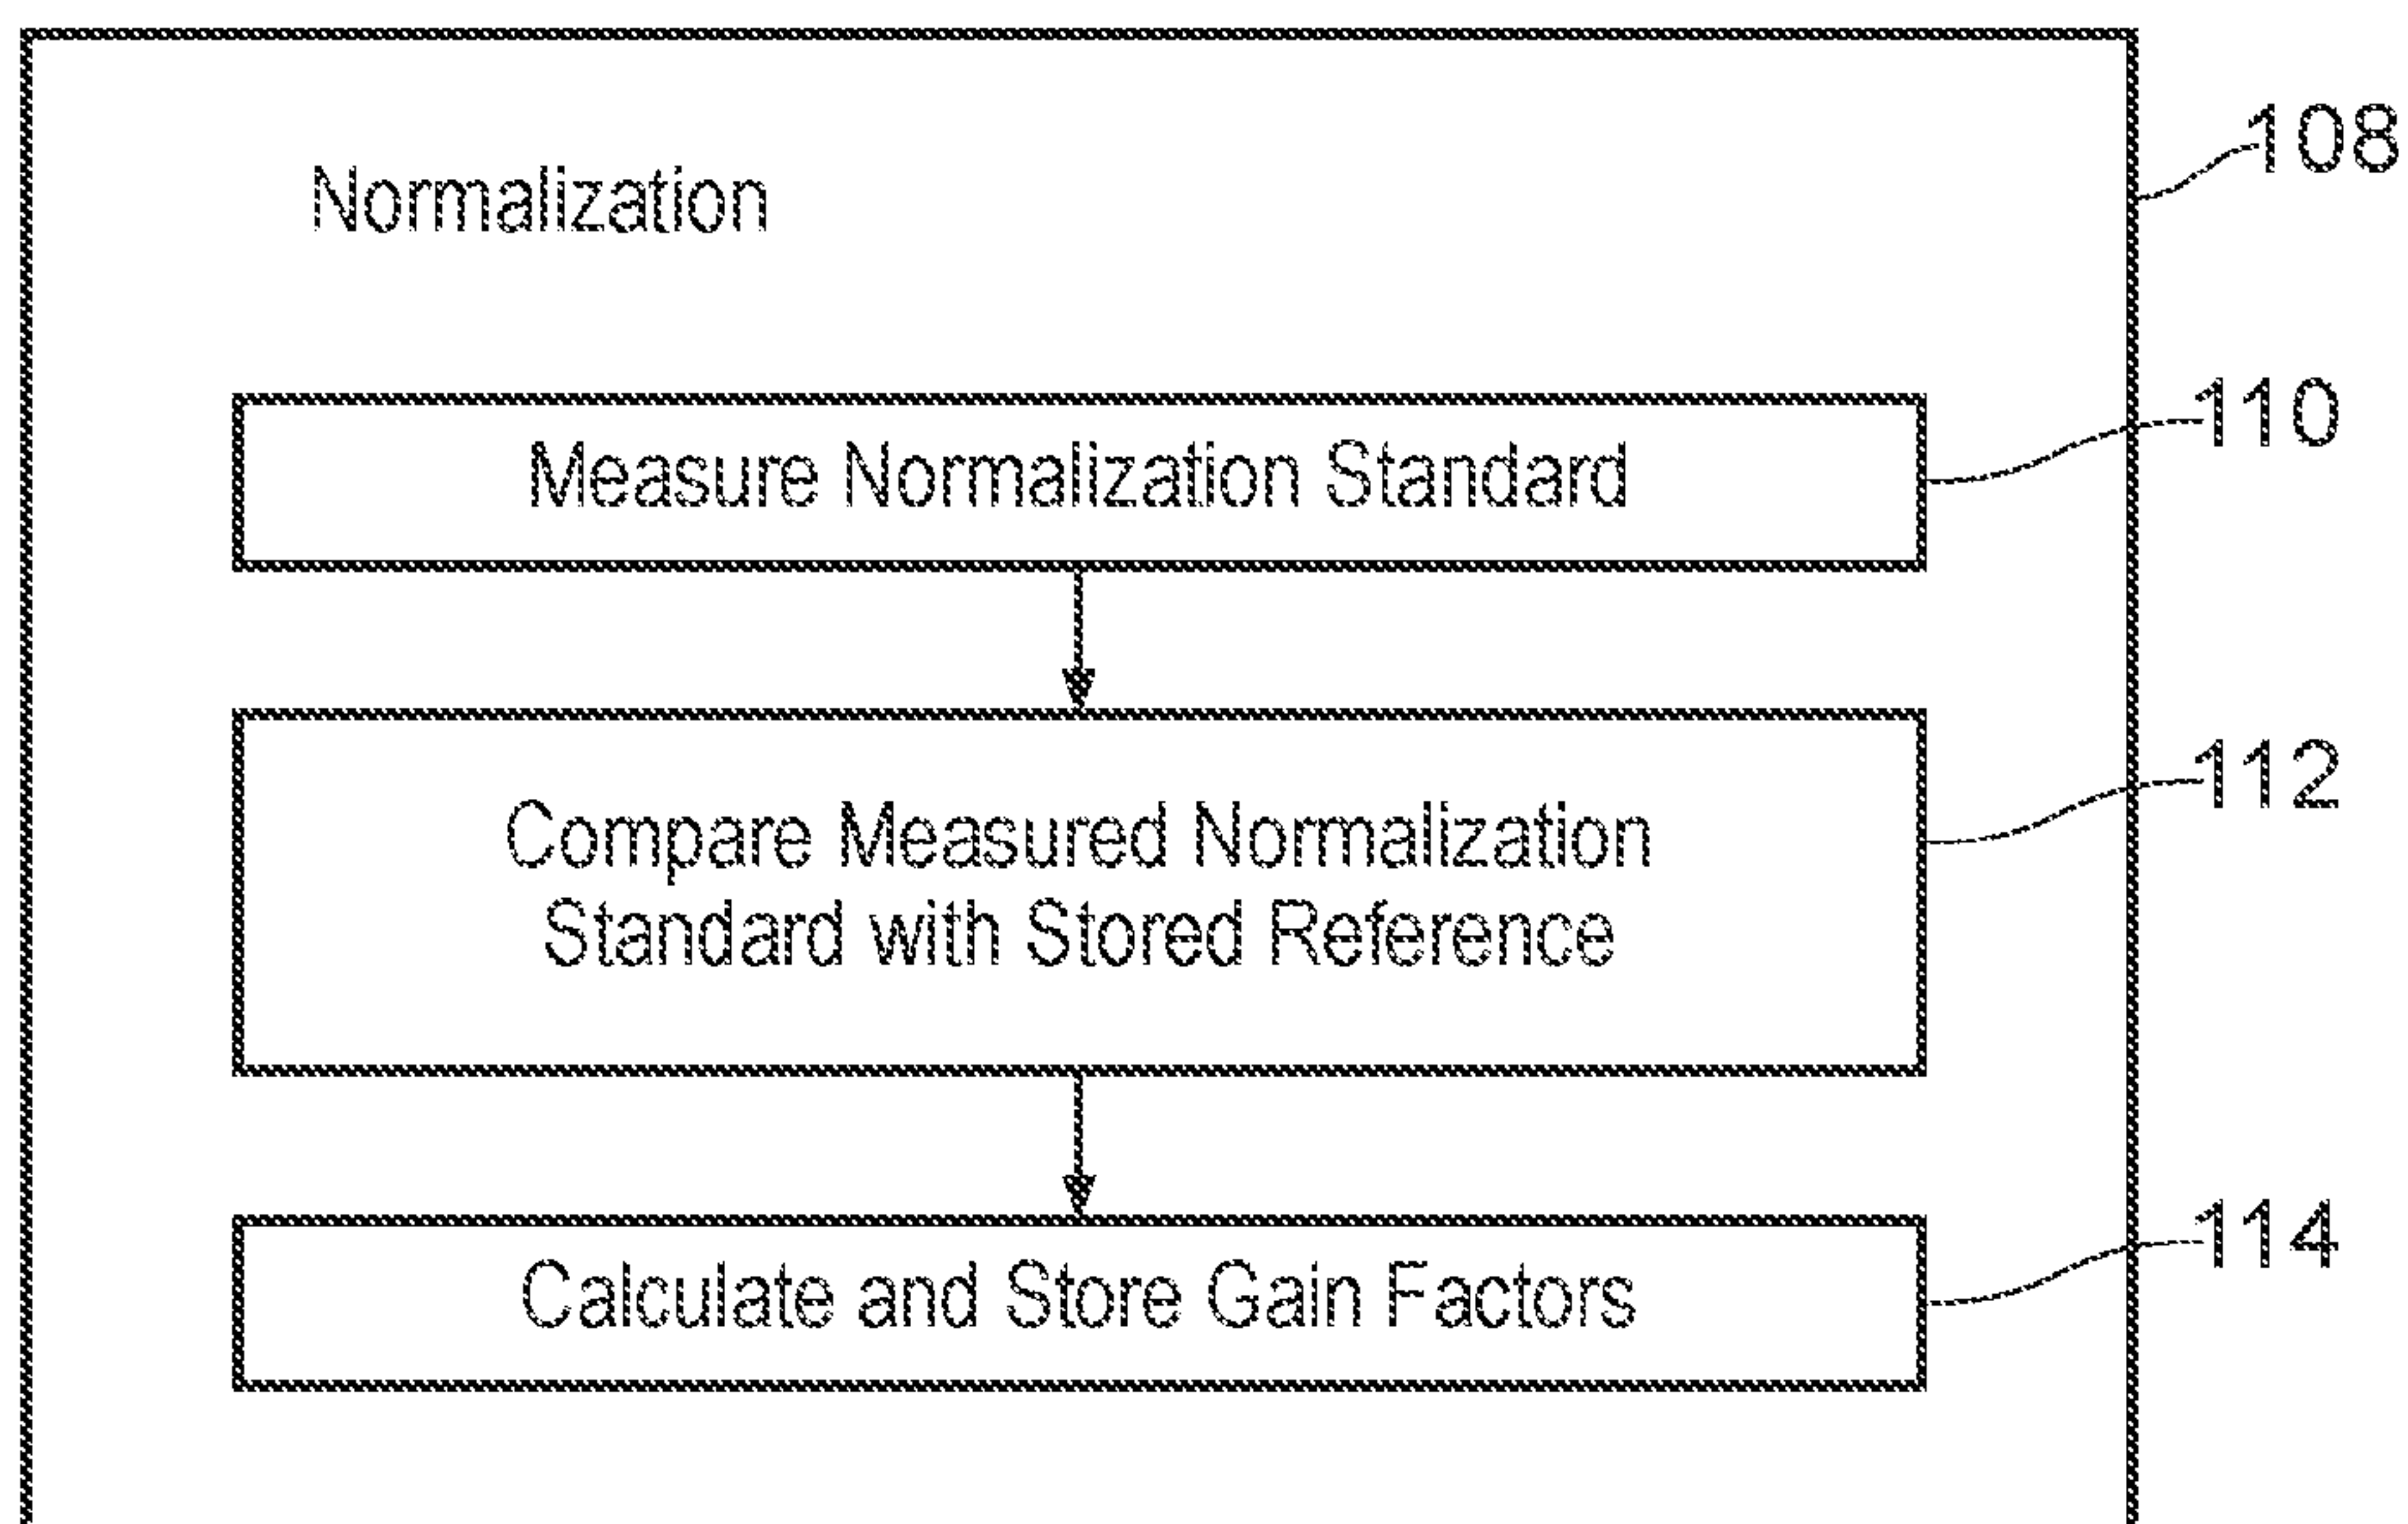 108
Normalization
110
Measure Normalization Standard
112
Compare Measured Normalization
Standard with Stored Reference
114
Calculate and Store Gain Factors